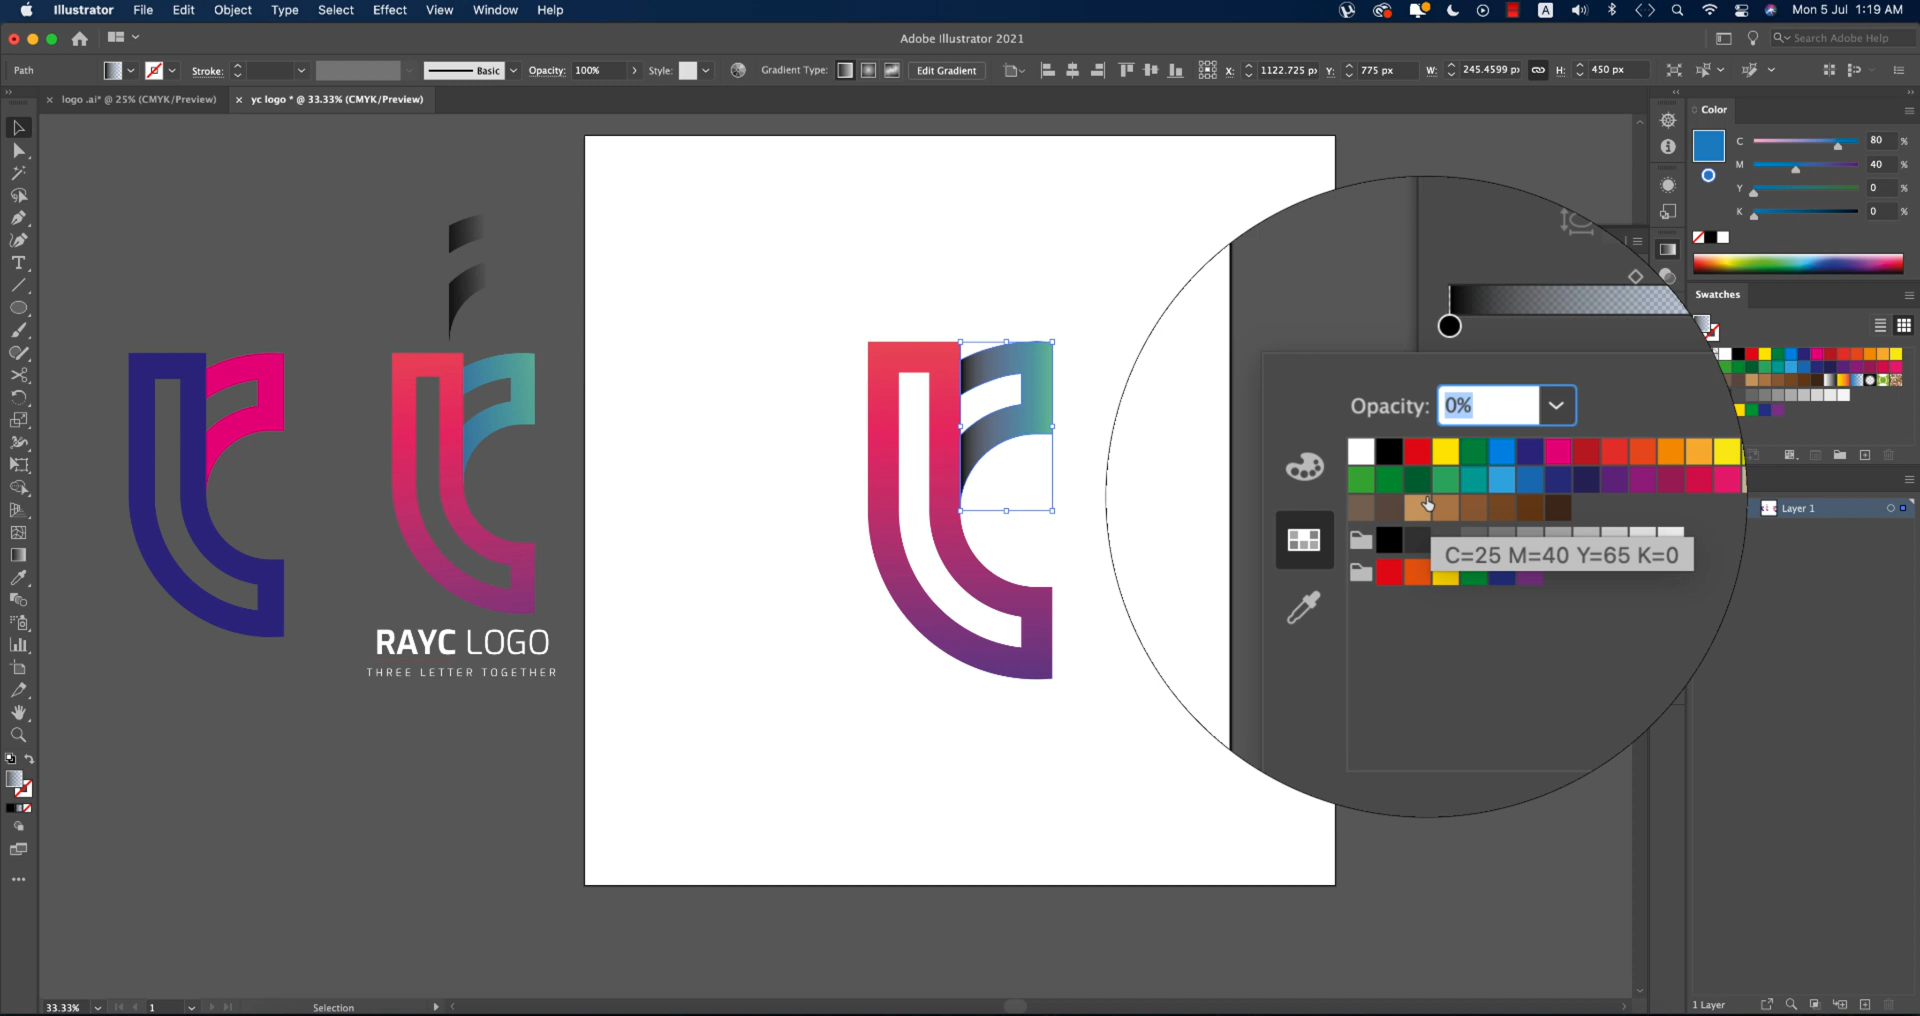 Illustrator File Edit Object Type Select Effect View Window Help
A Mon 5 Jul 1:19 AM
Adobe Illustrator 2021
Search Adobe Help
Path Stroke: Basic Opacity: 100% Style: Gradient Type: Edit Gradient X: 1122.725 p Y: 775 px W: 245.4599 p H: 450 px
logo .ai* @ 25% (CMYK/Preview) yc logo * @ 33.33% (CMYK/Preview)
Color
C 80 %
M 40 %
Y 0 %
K 0 %
Swatches
Opacity: 0%
C=25 M=40 Y=65 K=0
Layer 1
RAYC LOGO
THREE LETTER TOGETHER
33.33% 1 Selection
1 Layer